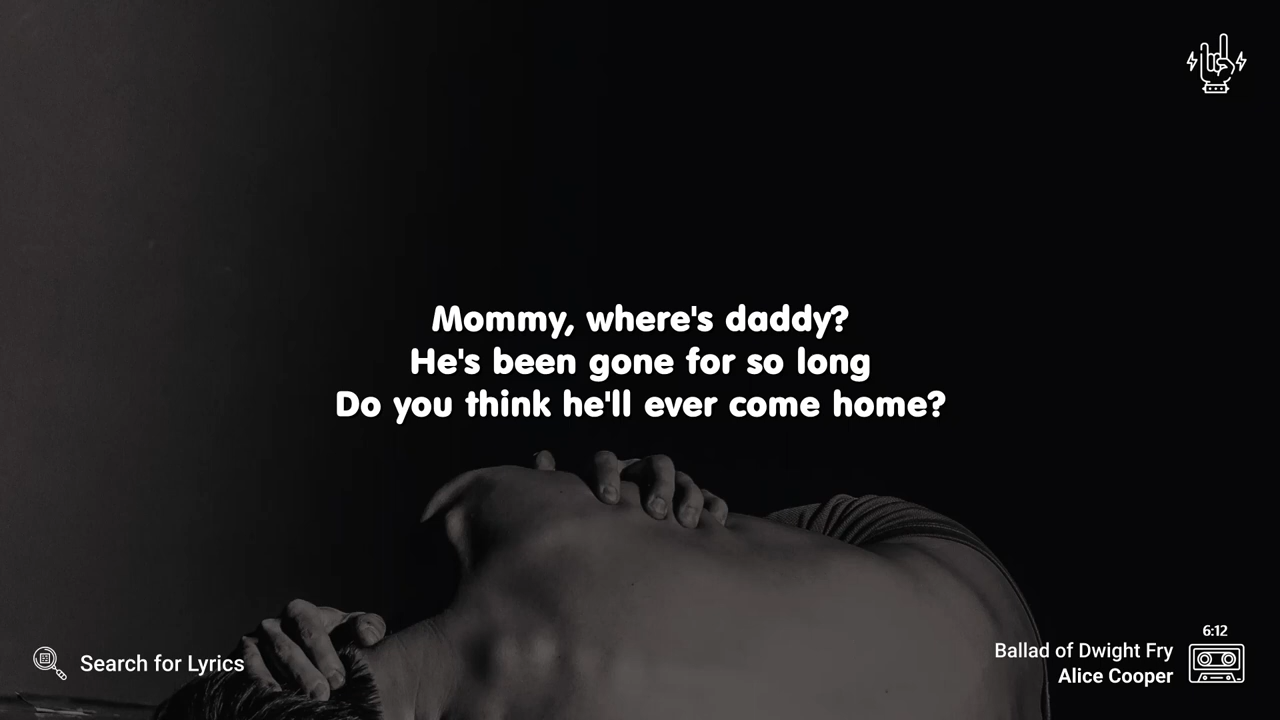 Mommy, where's daddy?
He's been gone for so long
Do you think he'll ever come home?
Search for Lyrics
6:12
Ballad of Dwight Fry
Alice Cooper